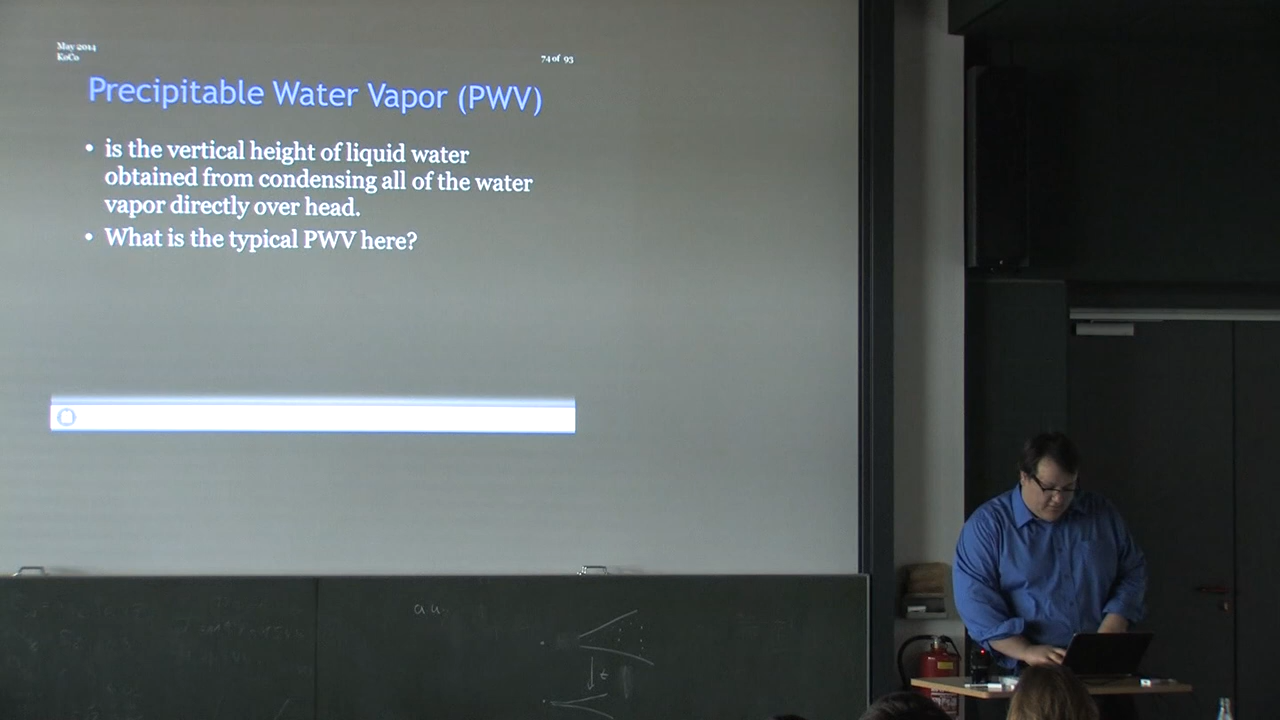 May 2014
KoCo
74 of 93
Precipitable Water Vapor (PWV)
• is the vertical height of liquid water
obtained from condensing all of the water
vapor directly over head.
• What is the typical PWV here?
a.u.
t